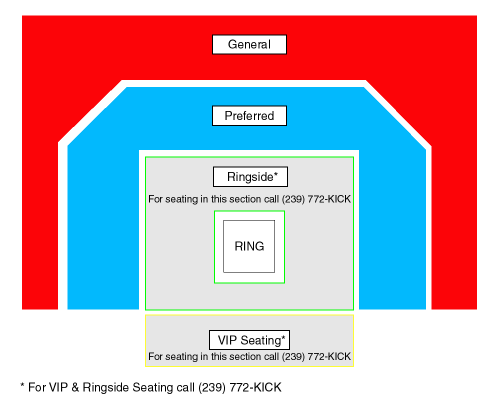 General
Preferred
Ringside*
For seating in this section call (239) 772-KICK
RING
VIP Seating*
For seating in this section call (239) 772-KICK
* For VIP & Ringside Seating call (239) 772-KICK